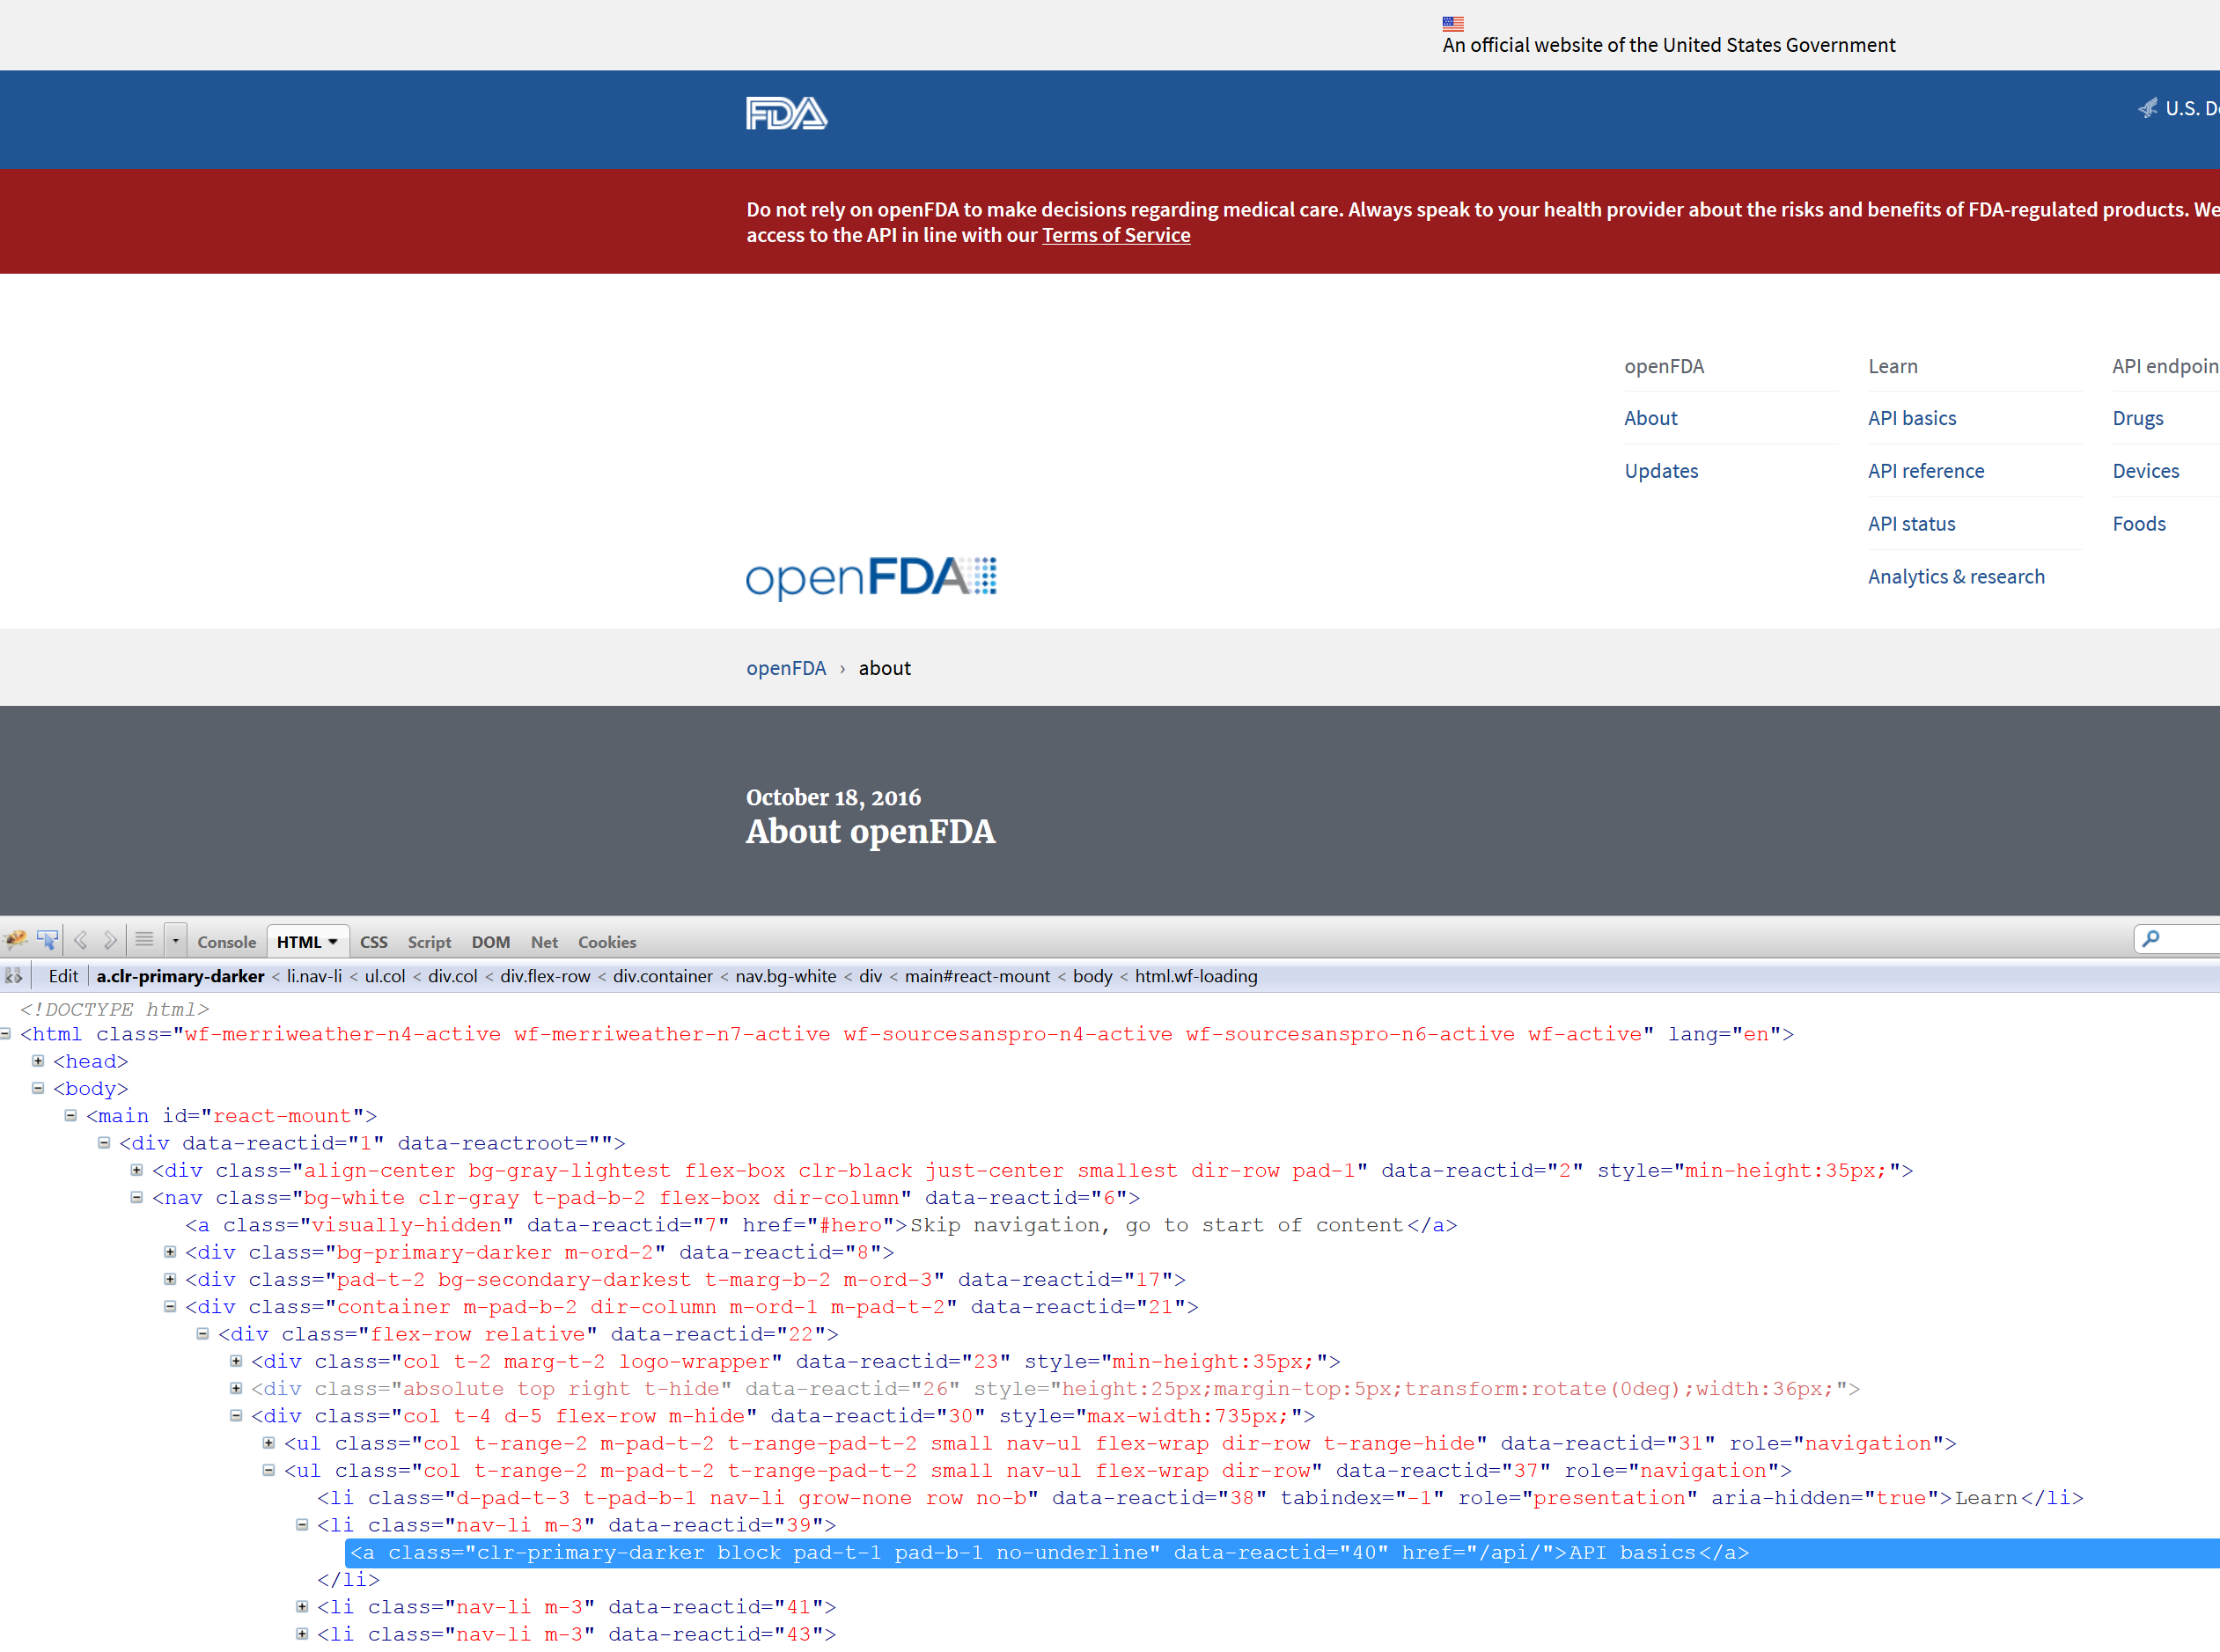 An official website of the United States Government
FDA
U.S. De
Do not rely on openFDA to make decisions regarding medical care. Always speak to your health provider about the risks and benefits of FDA-regulated products. We
access to the API in line with our Terms of Service
openFDA Learn API endpoin
About API basics Drugs
Updates API reference Devices
API status Foods
openFDA Analytics & research
openFDA › about
October 18, 2016
About openFDA
Console HTML CSS Script DOM Net Cookies
Edit a.clr-primary-darker < li.nav-li < ul.col < div.col < div.flex-row < div.container < nav.bg-white < div < main#react-mount < body < html.wf-loading
<!DOCTYPE html>
<html class="wf-merriweather-n4-active wf-merriweather-n7-active wf-sourcesanspro-n4-active wf-sourcesanspro-n6-active wf-active" lang="en">
<head>
<body>
<main id="react-mount">
<div data-reactid="1" data-reactroot="">
<div class="align-center bg-gray-lightest flex-box clr-black just-center smallest dir-row pad-1" data-reactid="2" style="min-height:35px;">
<nav class="bg-white clr-gray t-pad-b-2 flex-box dir-column" data-reactid="6">
<a class="visually-hidden" data-reactid="7" href="#hero">Skip navigation, go to start of content</a>
<div class="bg-primary-darker m-ord-2" data-reactid="8">
<div class="pad-t-2 bg-secondary-darkest t-marg-b-2 m-ord-3" data-reactid="17">
<div class="container m-pad-b-2 dir-column m-ord-1 m-pad-t-2" data-reactid="21">
<div class="flex-row relative" data-reactid="22">
<div class="col t-2 marg-t-2 logo-wrapper" data-reactid="23" style="min-height:35px;">
<div class="absolute top right t-hide" data-reactid="26" style="height:25px;margin-top:5px;transform:rotate(0deg);width:36px;">
<div class="col t-4 d-5 flex-row m-hide" data-reactid="30" style="max-width:735px;">
<ul class="col t-range-2 m-pad-t-2 t-range-pad-t-2 small nav-ul flex-wrap dir-row t-range-hide" data-reactid="31" role="navigation">
<ul class="col t-range-2 m-pad-t-2 t-range-pad-t-2 small nav-ul flex-wrap dir-row" data-reactid="37" role="navigation">
<li class="d-pad-t-3 t-pad-b-1 nav-li grow-none row no-b" data-reactid="38" tabindex="-1" role="presentation" aria-hidden="true">Learn</li>
<li class="nav-li m-3" data-reactid="39">
<a class="clr-primary-darker block pad-t-1 pad-b-1 no-underline" data-reactid="40" href="/api/">API basics</a>
</li>
<li class="nav-li m-3" data-reactid="41">
<li class="nav-li m-3" data-reactid="43">